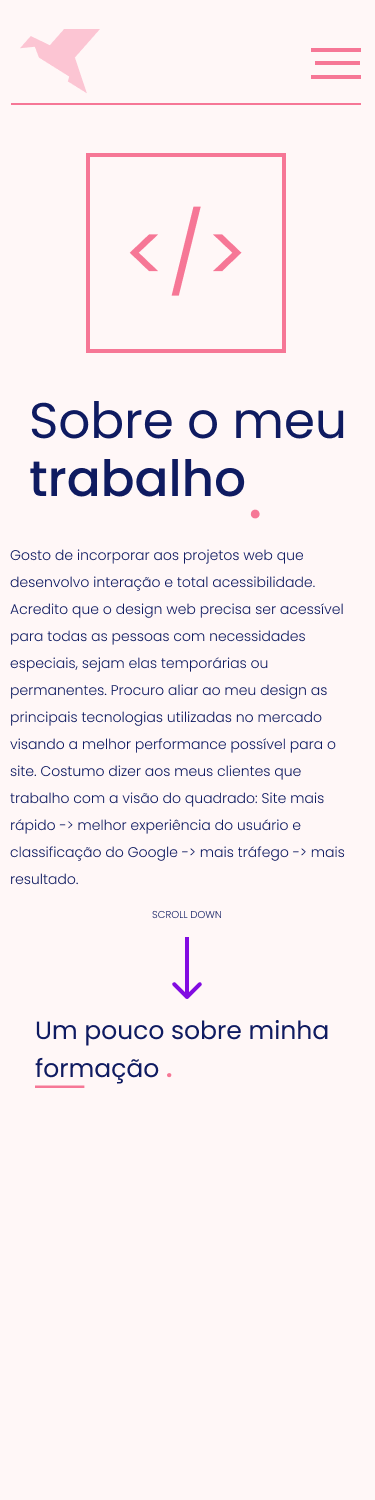 </>
Sobre o meu
trabalho.
Gosto de incorporar aos projetos web que
desenvolvo interação e total acessibilidade.
Acredito que o design web precisa ser acessível
para todas as pessoas com necessidades
especiais, sejam elas temporárias ou
permanentes. Procuro aliar ao meu design as
principais tecnologias utilizadas no mercado
visando a melhor performance possível para o
site. Costumo dizer aos meus clientes que
trabalho com a visão do quadrado: Site mais
rápido -> melhor experiência do usuário e
classificação do Google -> mais tráfego -> mais
resultado.
SCROLL DOWN
Um pouco sobre minha
formação .